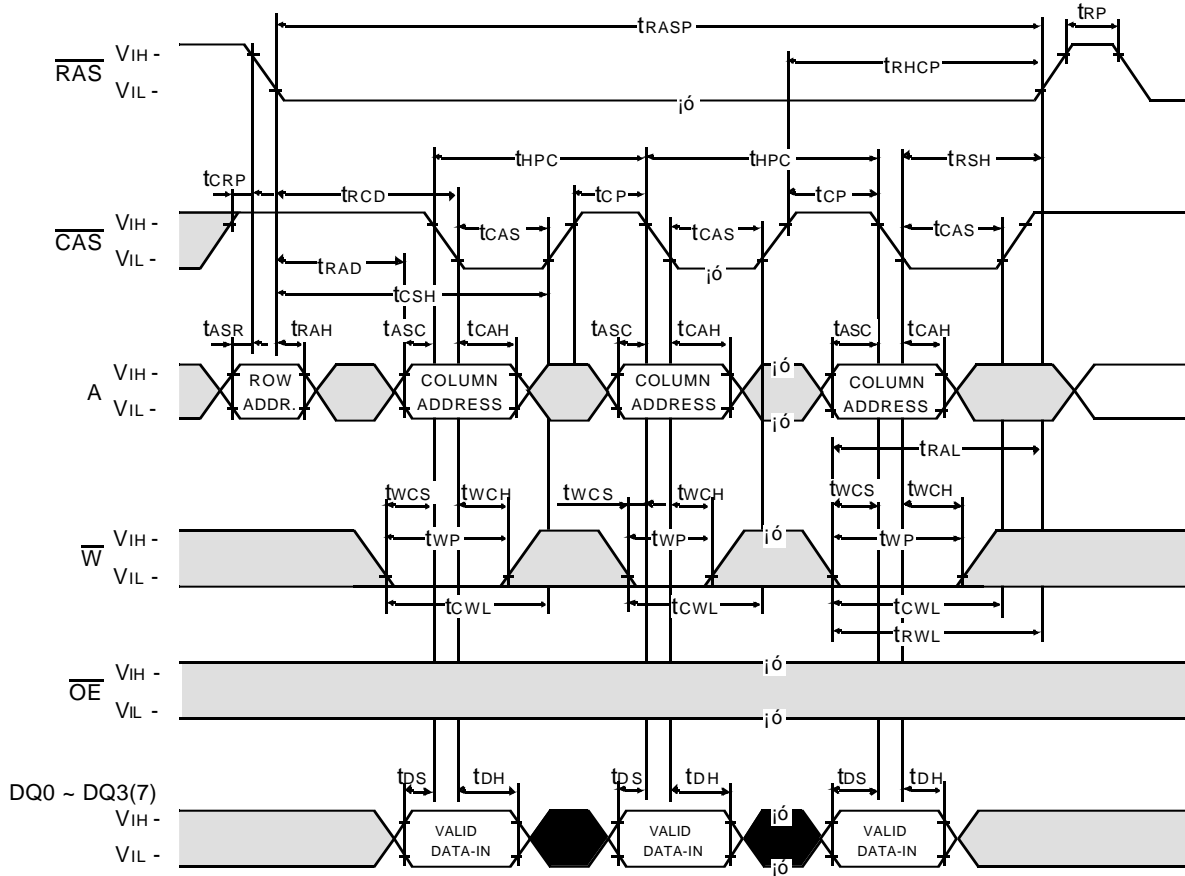 tRASP
tRP
RAS
VIH -
VIL -
tRHCP
¡ó
tHPC
tHPC
tRSH
tCRP
tRCD
tCP
tCP
CAS
VIH -
VIL -
tCAS
tCAS
tCAS
¡ó
tRAD
tCSH
tASR
tRAH
tASC
tCAH
tASC
tCAH
tASC
tCAH
A
VIH -
VIL -
ROW
ADDR.
COLUMN
ADDRESS
COLUMN
ADDRESS
¡ó
¡ó
COLUMN
ADDRESS
tRAL
tWCS
tWCH
tWCS
tWCH
tWCS
tWCH
W
VIH -
VIL -
tWP
tWP
¡ó
tWP
tCWL
tCWL
tCWL
tRWL
OE
VIH -
VIL -
¡ó
¡ó
tDS
tDH
tDS
tDH
tDS
tDH
DQ0 ~ DQ3(7)
VIH -
VIL -
VALID
DATA-IN
VALID
DATA-IN
¡ó
¡ó
VALID
DATA-IN